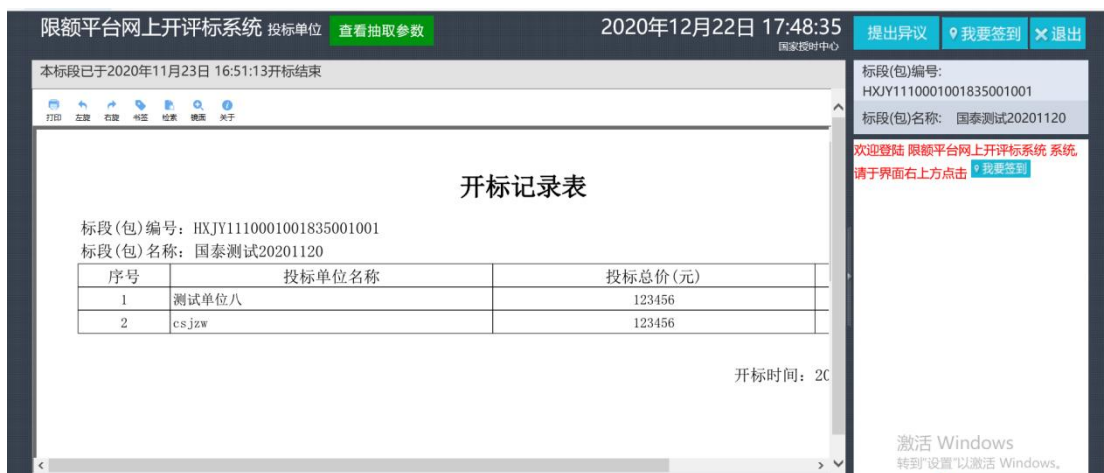 限额平台网上开评标系统 投标单位 查看抽取参数 2020年12月22日 17:48:35
国家授时中心
提出异议 我要签到 退出
本标段已于2020年11月23日 16:51:13开标结束
打印 左旋 右旋 书签 检索 镜面 关于
开标记录表
标段(包)编号：HXJY1110001001835001001
标段(包)名称：国泰测试20201120
序号 投标单位名称 投标总价(元)
1 测试单位八 123456
2 csjzw 123456
开标时间：20
标段(包)编号:
HXJY1110001001835001001
标段(包)名称: 国泰测试20201120
欢迎登陆 限额平台网上开评标系统 系统,
请于界面右上方点击 我要签到
激活 Windows
转到"设置"以激活 Windows。